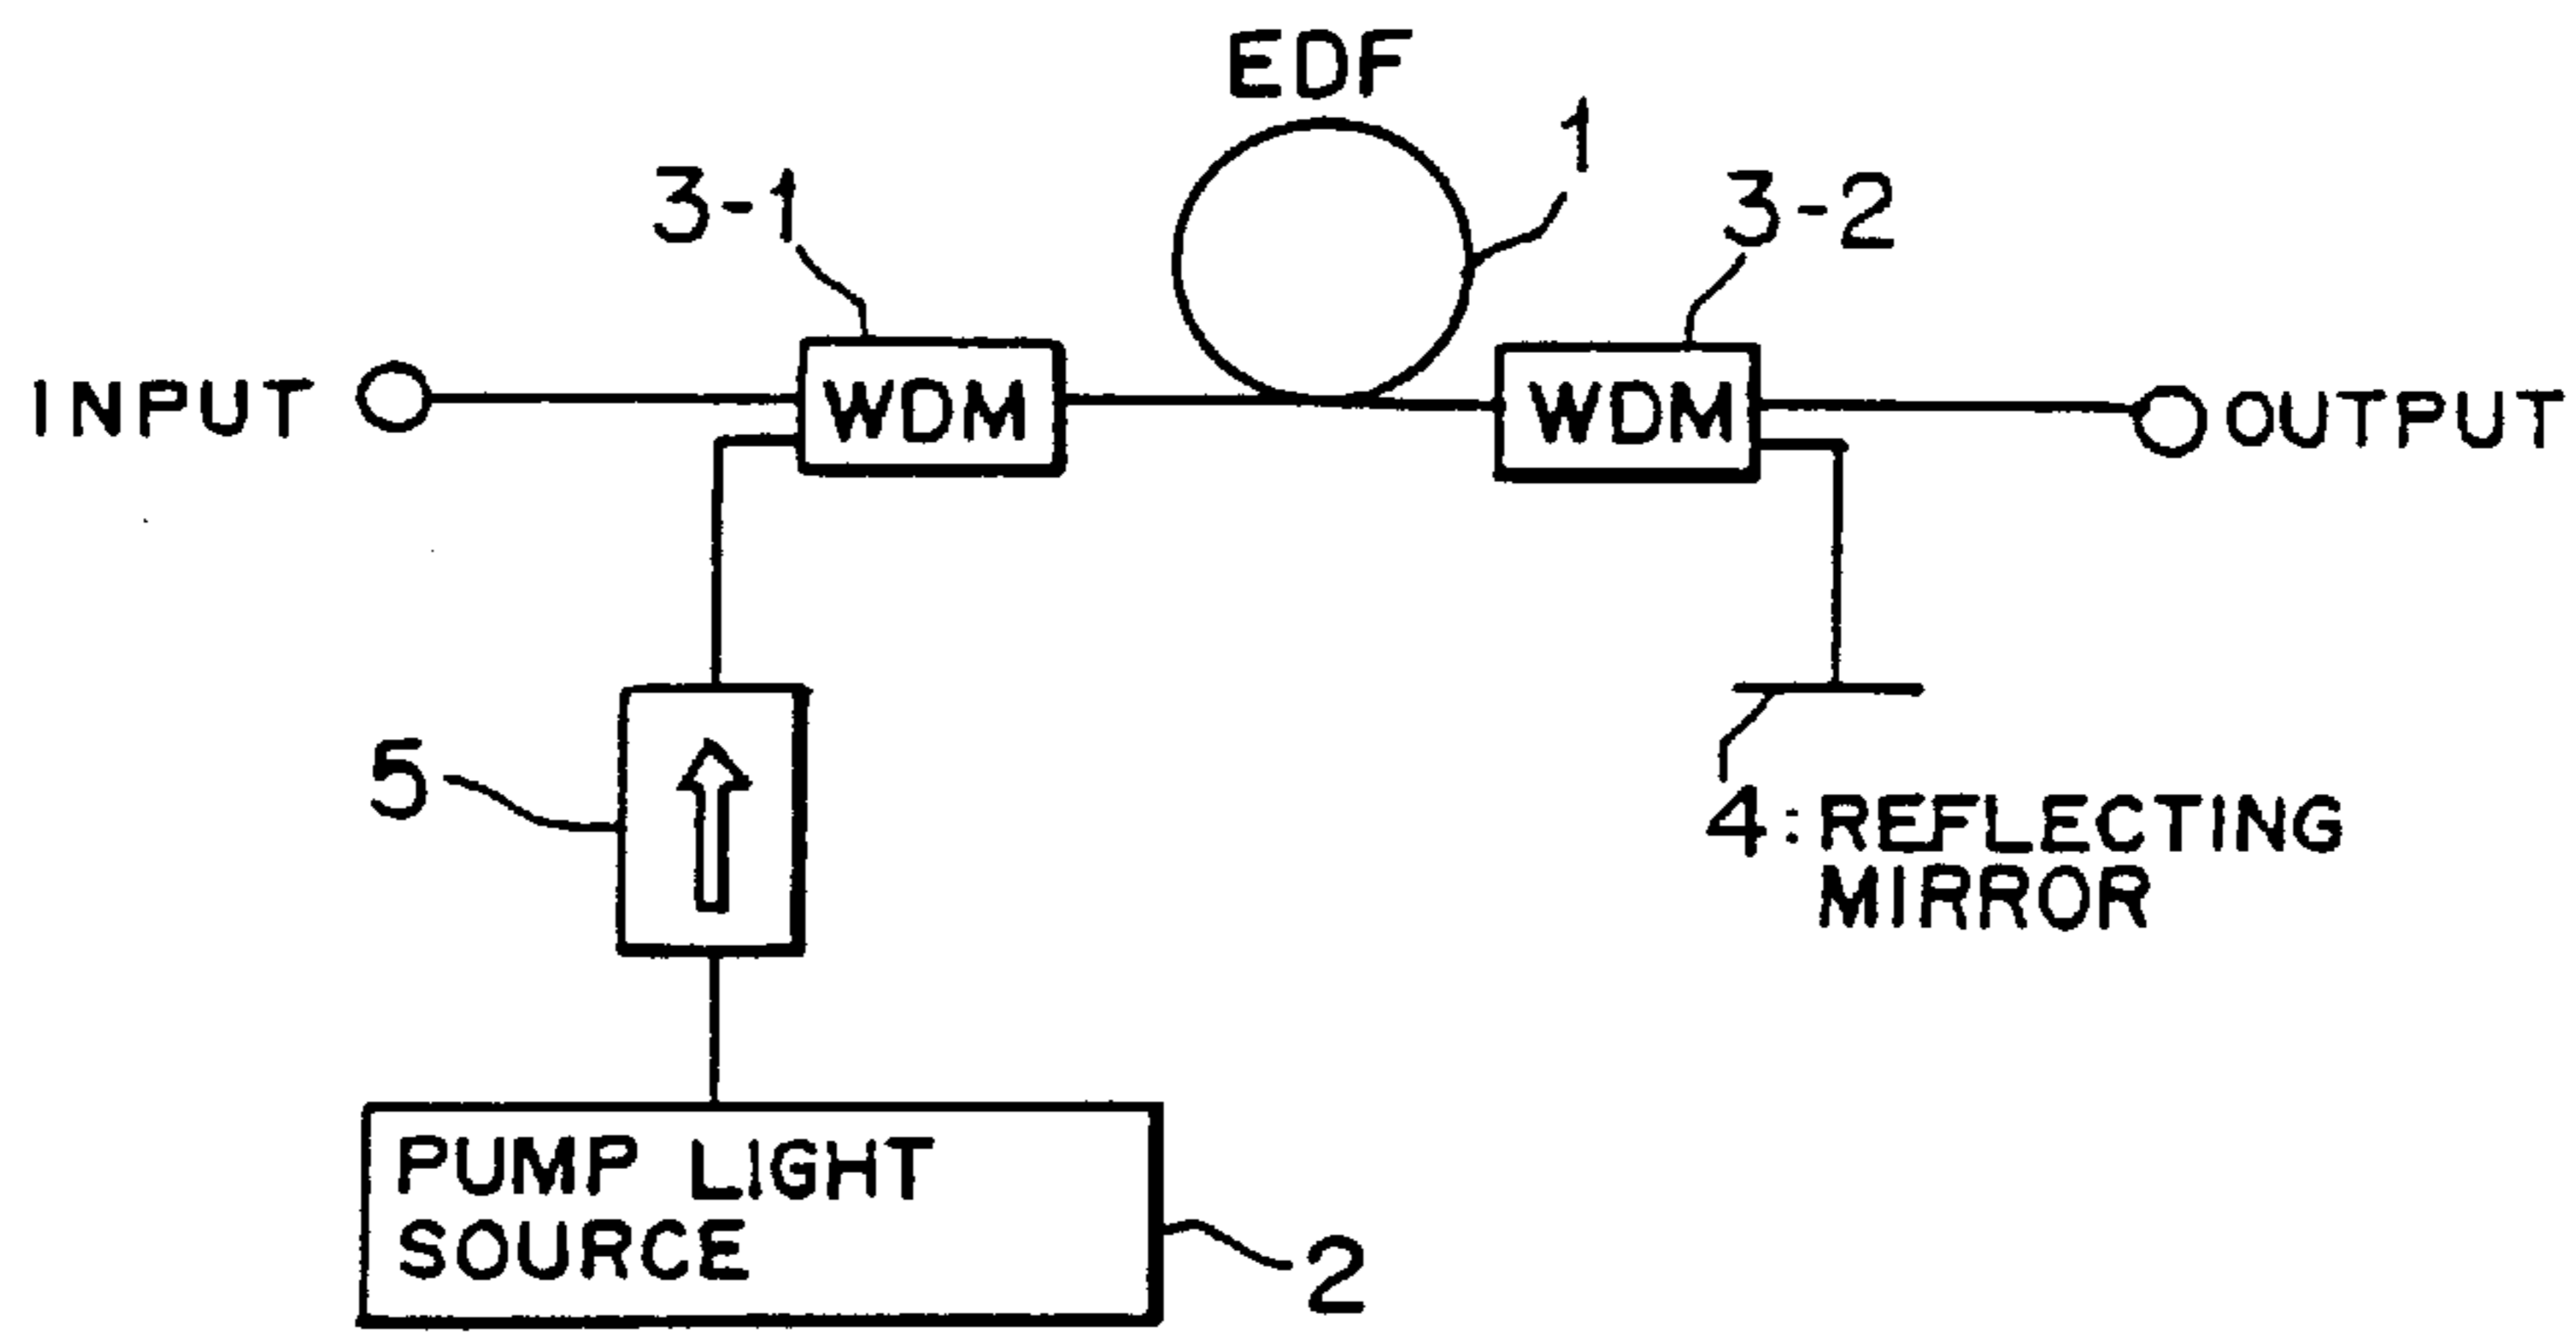 EDF
1
3-1
3-2
INPUT
WDM
WDM
OUTPUT
5
4: REFLECTING
MIRROR
PUMP LIGHT
SOURCE
2